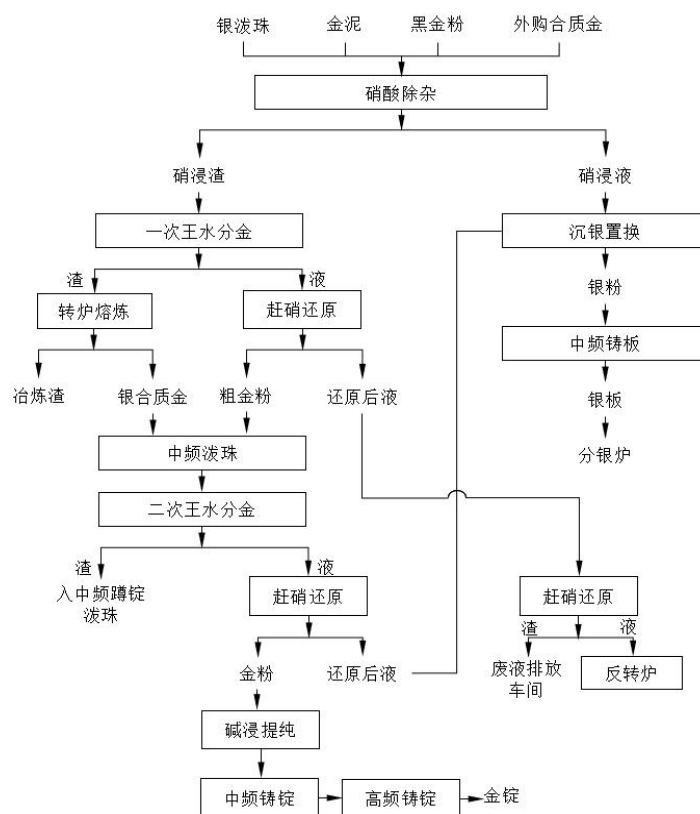 银泼珠 金泥 黑金粉 外购合质金
硝酸除杂
硝浸渣 硝浸液
一次王水分金 沉银置换
渣 液
银粉
转炉熔炼 赶硝还原
中频铸板
冶炼渣 银合质金 粗金粉 还原后液
银板
中频泼珠
分银炉
二次王水分金
渣 液
入中频蹲锭
泼珠
赶硝还原 赶硝还原
渣 液
金粉 还原后液
废液排放
车间
反转炉
碱浸提纯
中频铸锭 高频铸锭 金锭